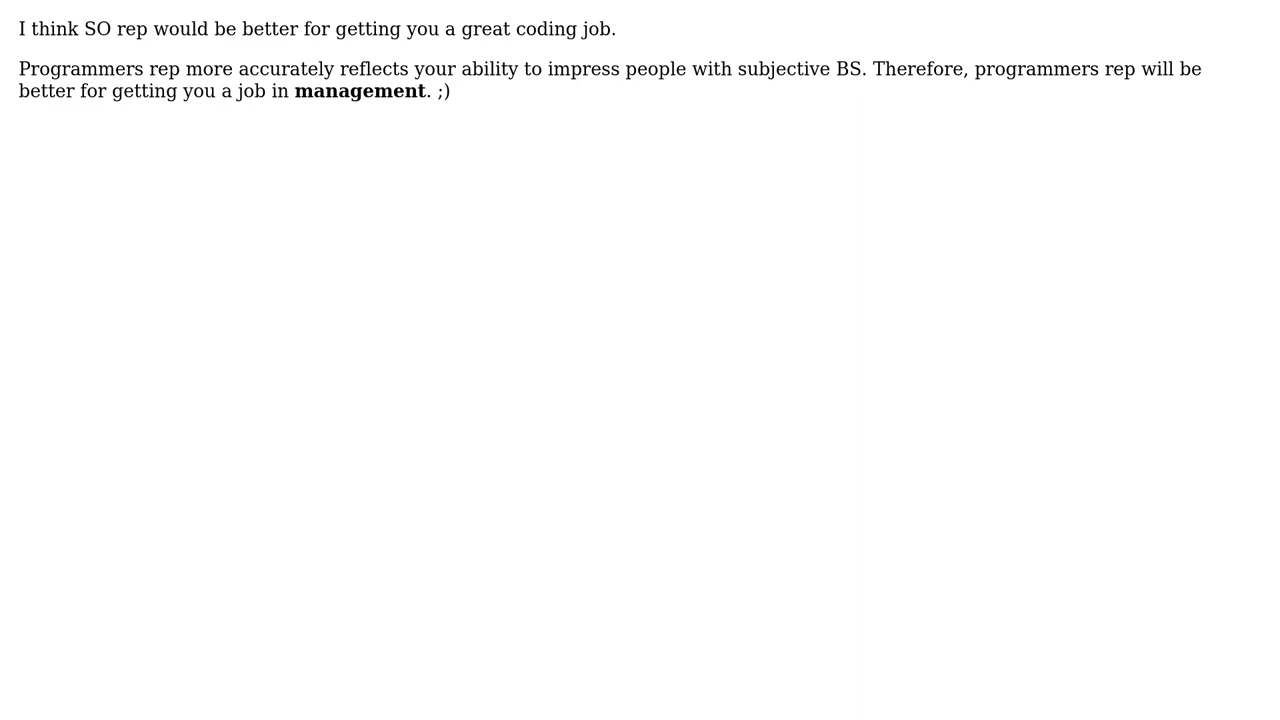 I think SO rep would be better for getting you a great coding job.
Programmers rep more accurately reflects your ability to impress people with subjective BS. Therefore, programmers rep will be
better for getting you a job in management. ;)